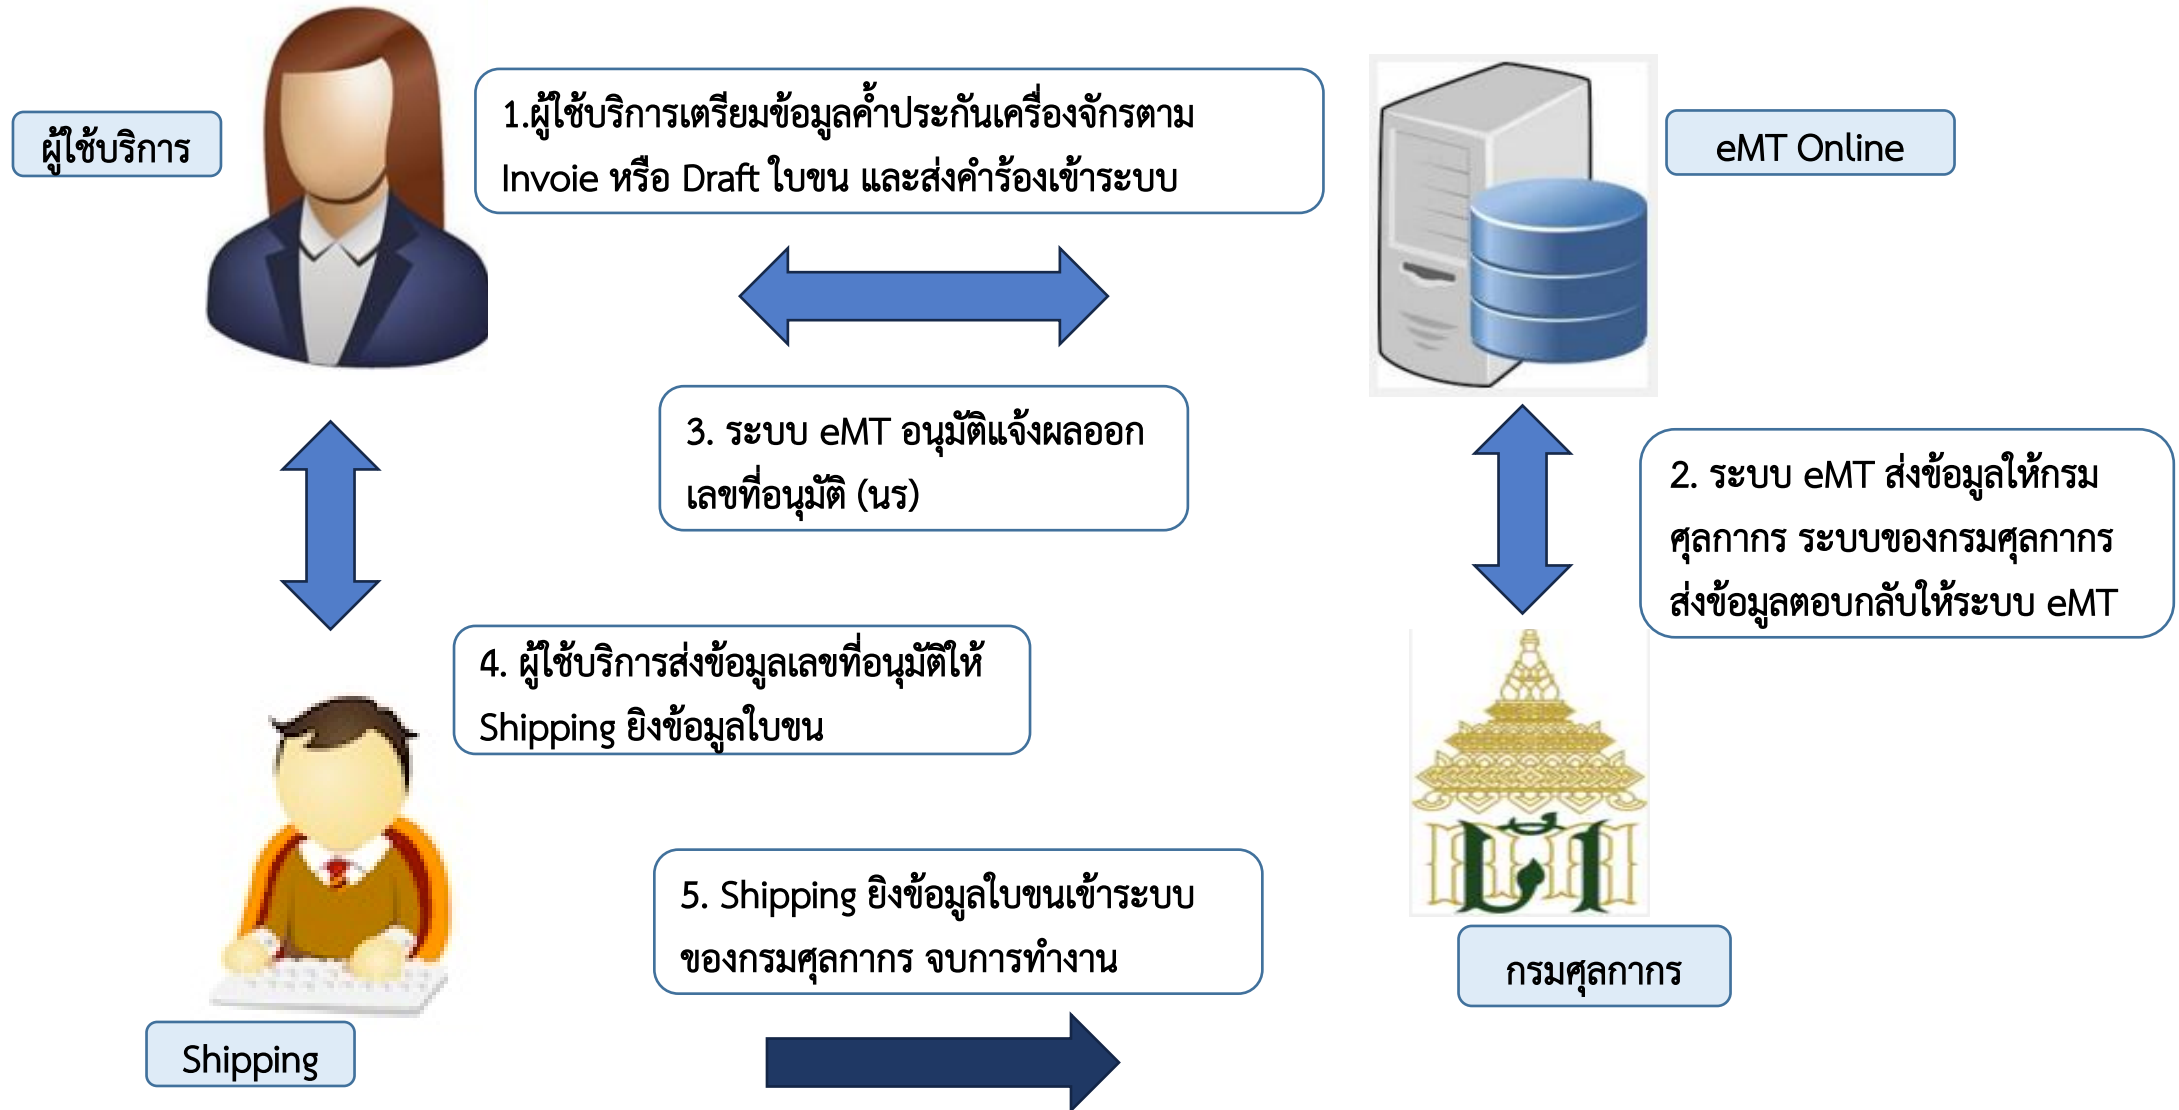 ผู้ใช้บริการ
1.ผู้ใช้บริการเตรียมข้อมูลค้ำประกันเครื่องจักรตาม
Invoie หรือ Draft ใบขน และส่งคำร้องเข้าระบบ
eMT Online
3. ระบบ eMT อนุมัติแจ้งผลออก
เลขที่อนุมัติ (นร)
2. ระบบ eMT ส่งข้อมูลให้กรม
ศุลกากร ระบบของกรมศุลกากร
ส่งข้อมูลตอบกลับให้ระบบ eMT
4. ผู้ใช้บริการส่งข้อมูลเลขที่อนุมัติให้
Shipping ยิงข้อมูลใบขน
5. Shipping ยิงข้อมูลใบขนเข้าระบบ
ของกรมศุลกากร จบการทำงาน
กรมศุลกากร
Shipping